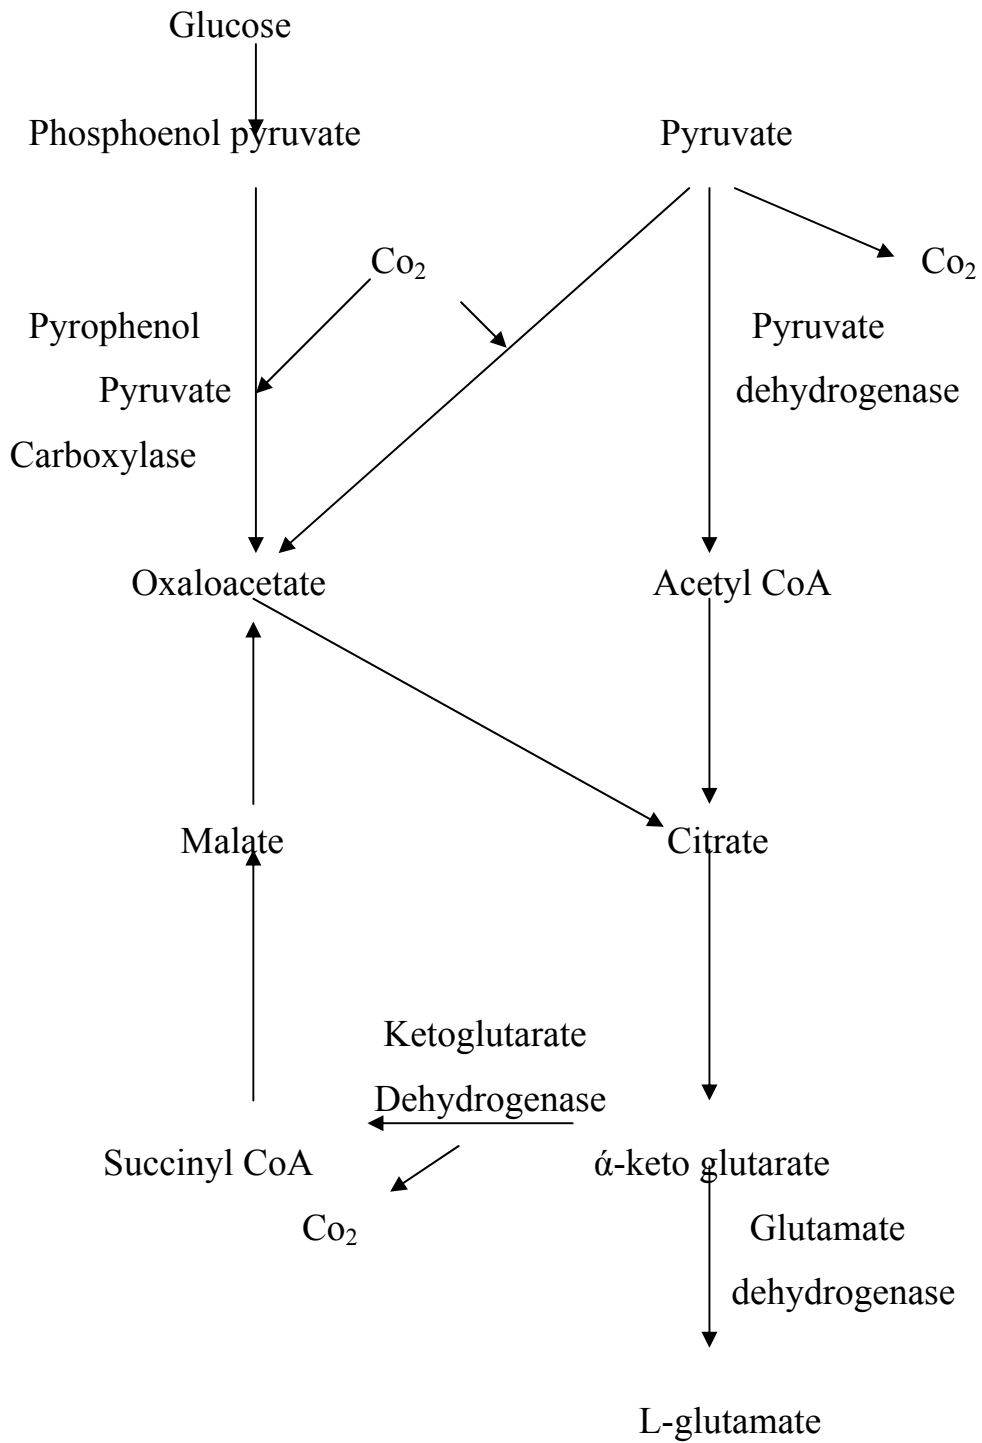 Glucose
Phosphoenol pyruvate
Pyruvate
Co₂
Co₂
Pyrophenol
Pyruvate
Pyruvate
dehydrogenase
Carboxylase
Oxaloacetate
Acetyl CoA
Malate
Citrate
Ketoglutarate
Dehydrogenase
Succinyl CoA
ά-keto glutarate
Co₂
Glutamate
dehydrogenase
L-glutamate